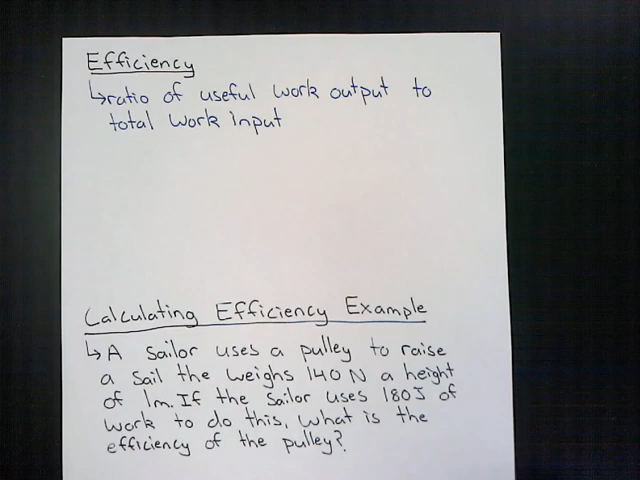 Efficiency
↳ratio of useful work output to
total work input
Calculating Efficiency Example
↳A sailor uses a pulley to raise
a sail the weighs 140 N a height
of 1m. If the sailor uses 180J of
work to do this, what is the
efficiency of the pulley?